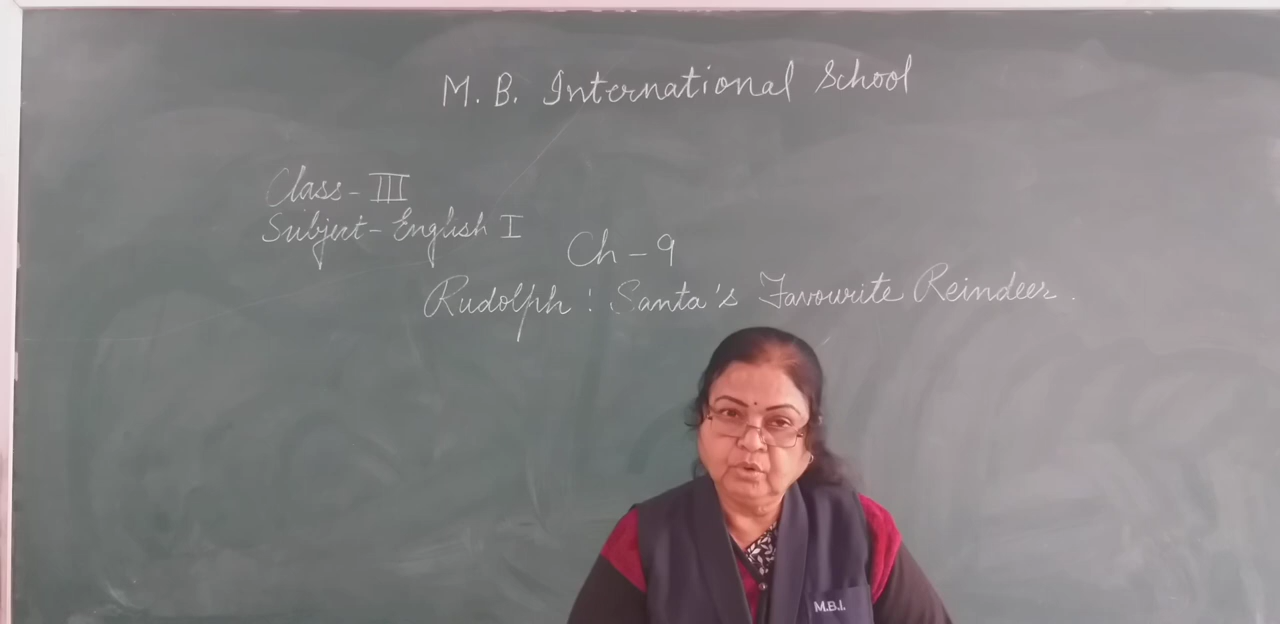 M. B. International School
Class - III
Subject - English I
Ch - 9
Rudolph : Santa's Favourite Reindeer.
M.B.I.